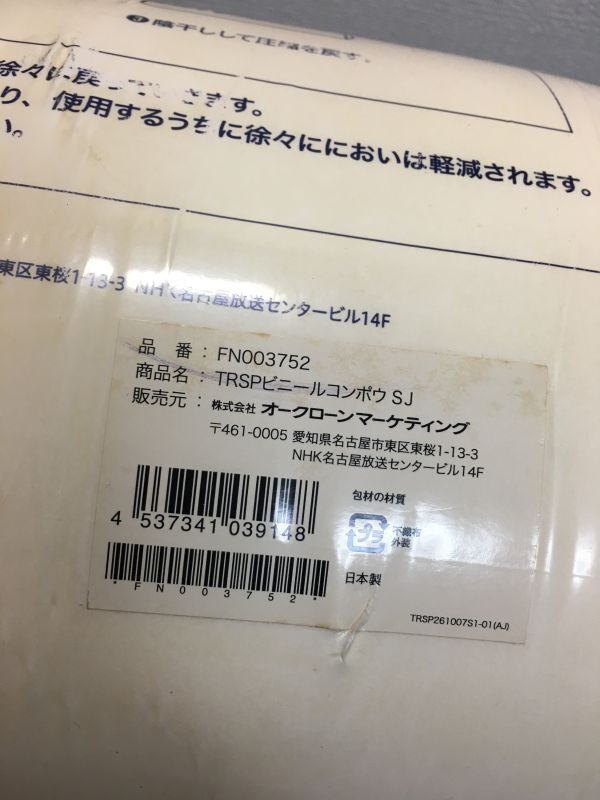 ❸陰干しして圧縮を戻す。
徐々に戻っていきます。
り、使用するうちに徐々ににおいは軽減されます。
い。
東区東桜1-13-3 NHK名古屋放送センタービル14F
品 番 : FN003752
商品名 : TRSPビニールコンポウ SJ
販売元 : 株式会社 オークローンマーケティング
〒461-0005 愛知県名古屋市東区東桜1-13-3
NHK名古屋放送センタービル14F
包材の材質
4 537341 039148
プラ
不織布
外装
*FN003752*
日本製
TRSP261007S1-01(AJ)